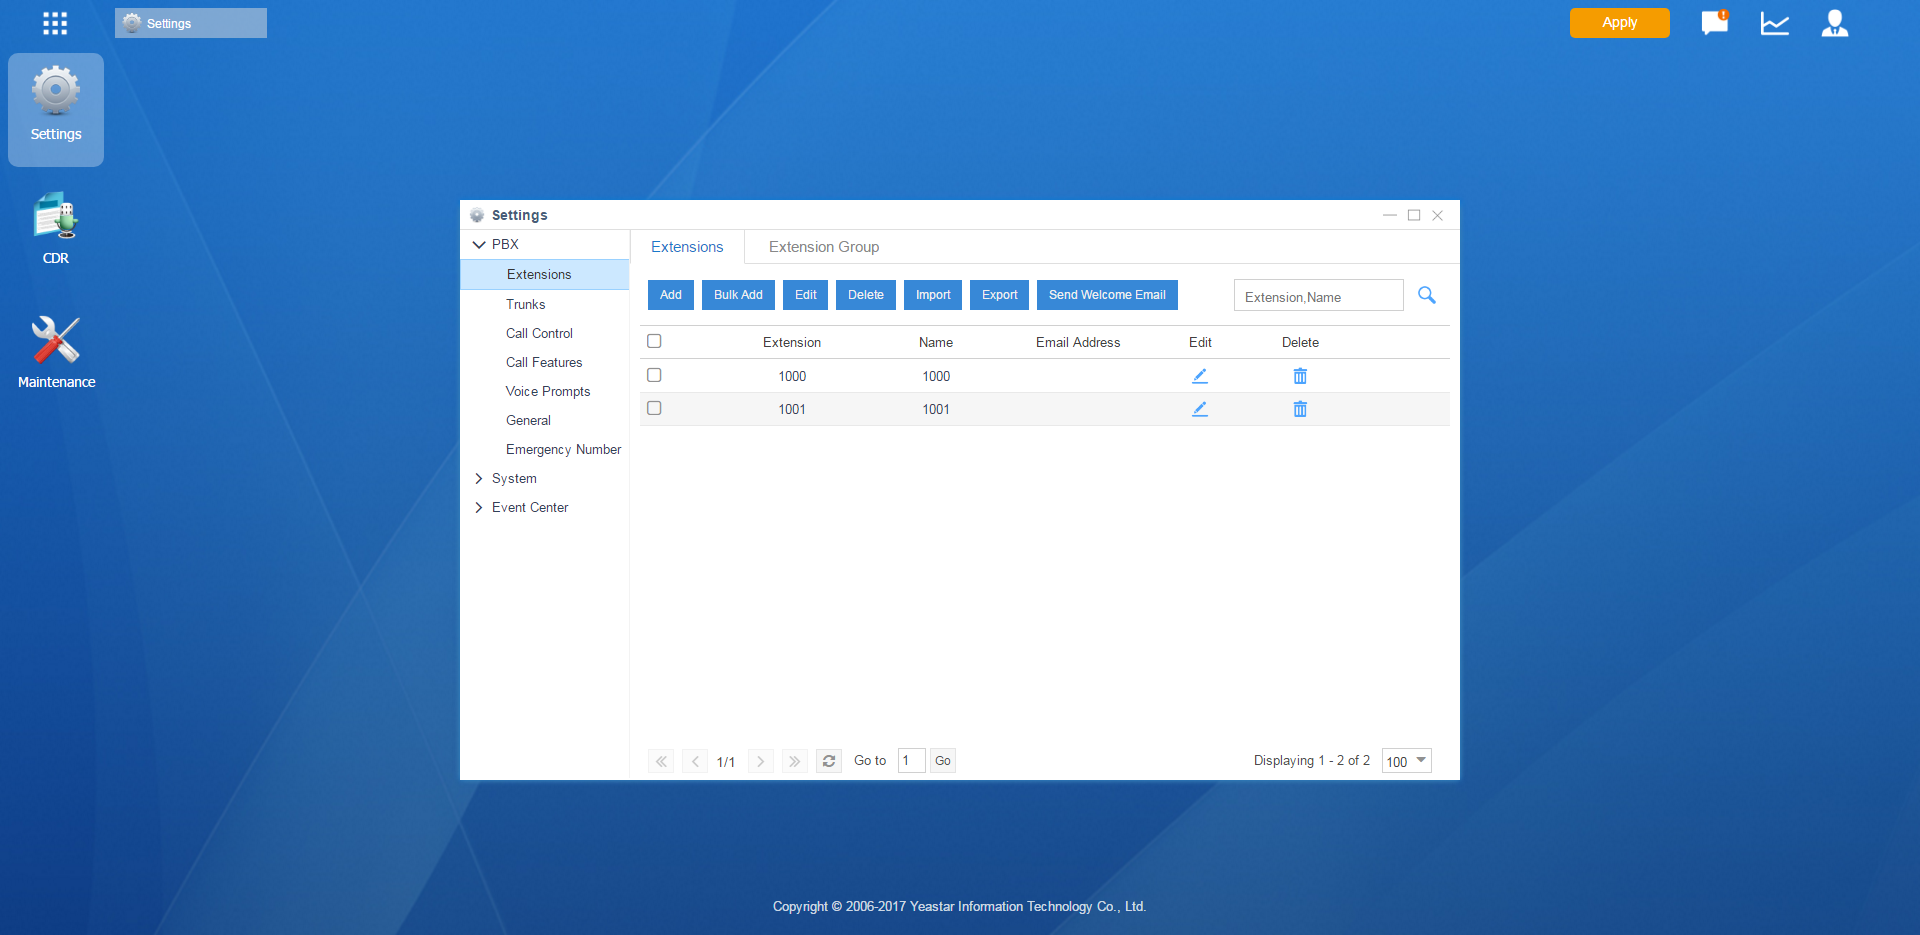 Settings
Apply
Settings
CDR
Maintenance
Settings
PBX
Extensions
Trunks
Call Control
Call Features
Voice Prompts
General
Emergency Number
System
Event Center
Extensions Extension Group
Add Bulk Add Edit Delete Import Export Send Welcome Email Extension,Name
Extension Name Email Address Edit Delete
1000 1000
1001 1001
1/1 Go to 1 Go Displaying 1 - 2 of 2 100
Copyright © 2006-2017 Yeastar Information Technology Co., Ltd.